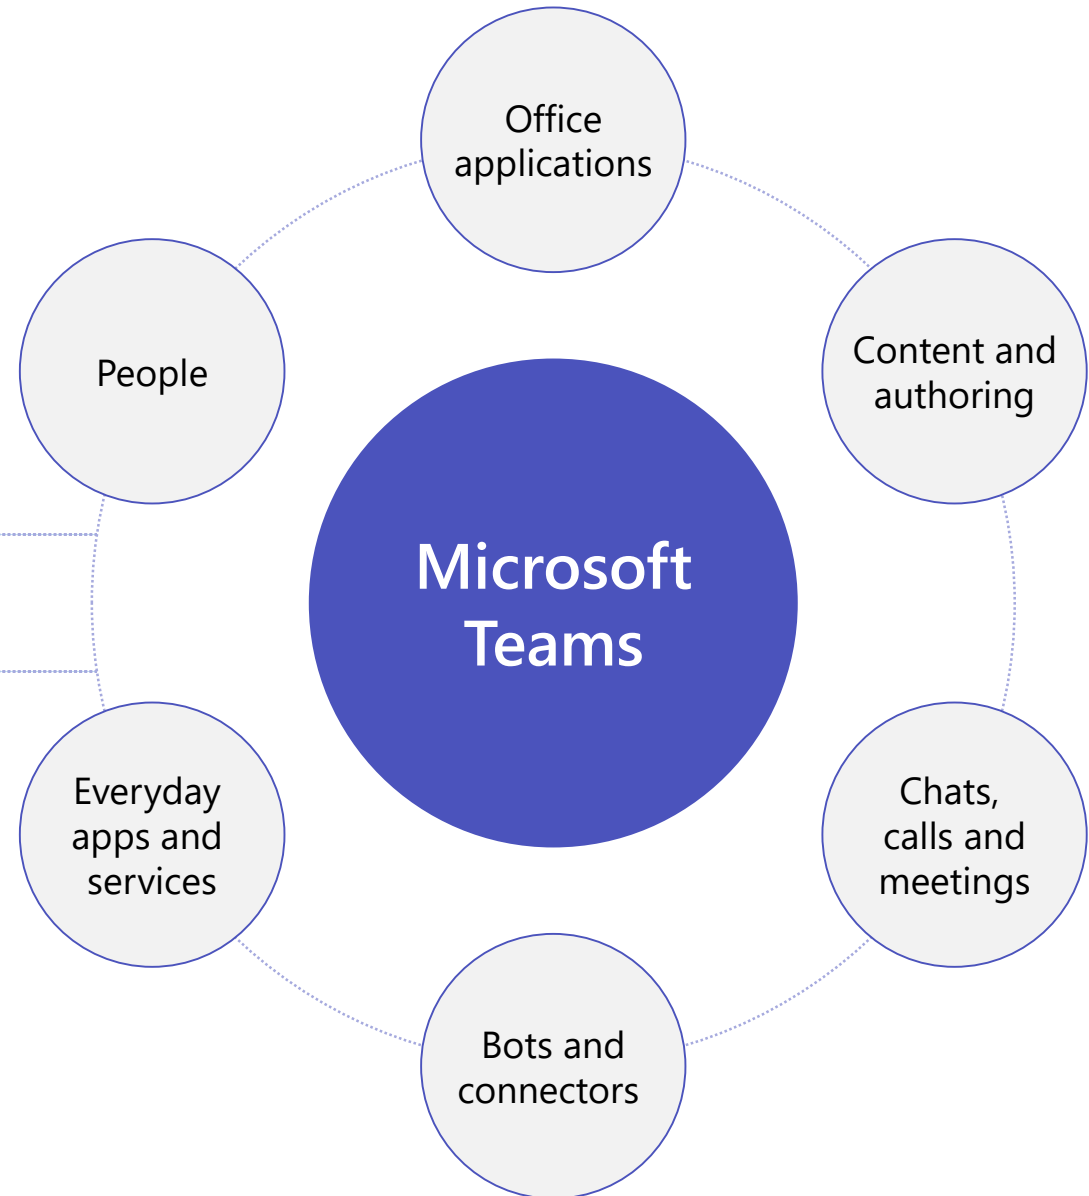 Office
applications
People
Content and
authoring
Microsoft
Teams
Everyday
apps and
services
Chats,
calls and
meetings
Bots and
connectors